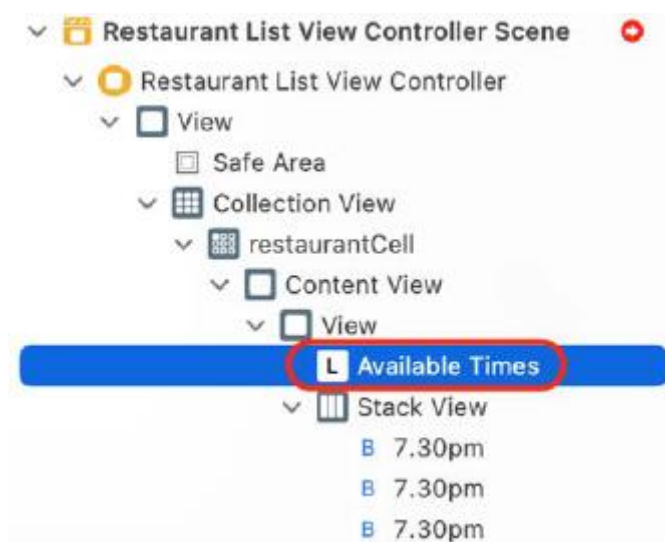 Restaurant List View Controller Scene
Restaurant List View Controller
View
Safe Area
Collection View
restaurantCell
Content View
View
L Available Times
Stack View
B 7.30pm
B 7.30pm
B 7.30pm